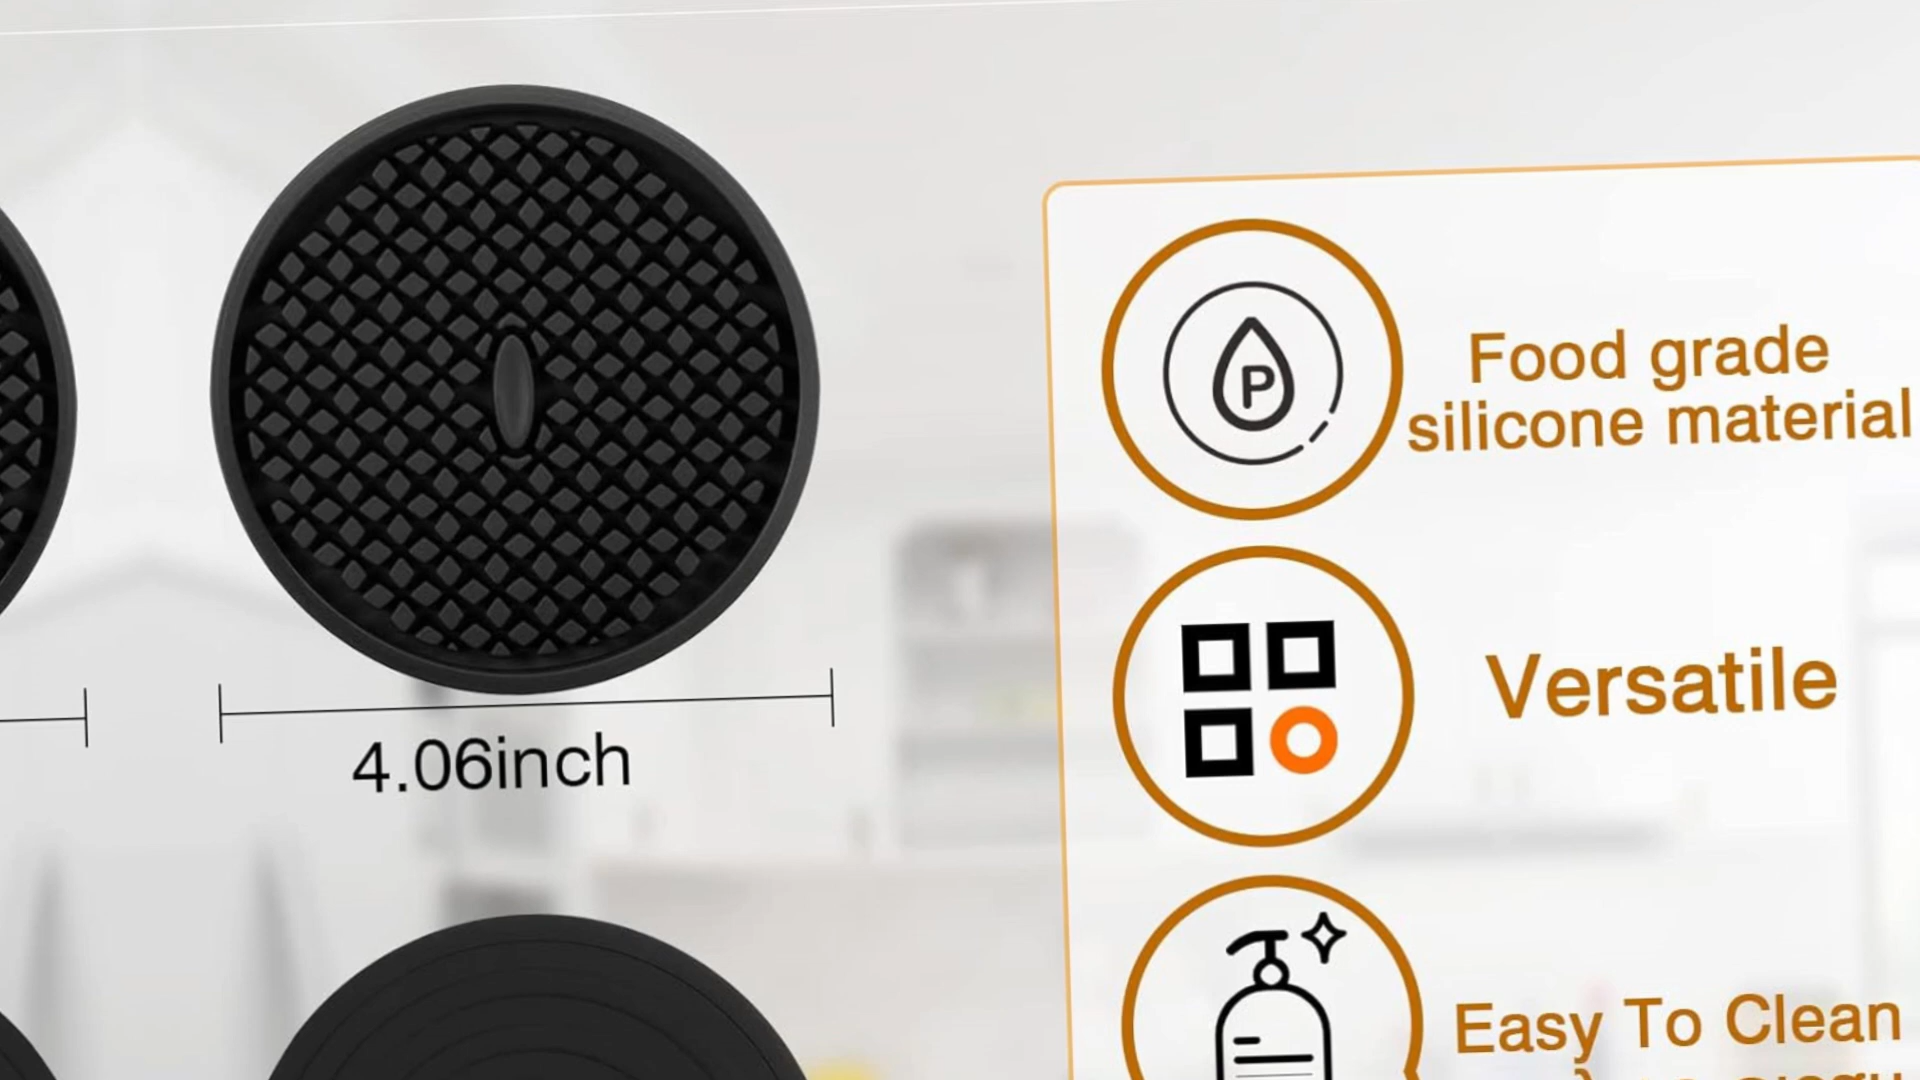 4.06inch
P
Food grade
silicone material
Versatile
Easy To Clean